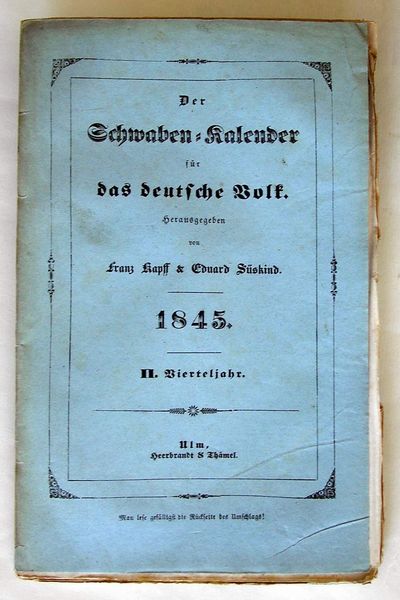 Der
Schwaben-Kalender
für
das deutsche Volk.
Herausgegeben
von
Franz Kapff & Eduard Süskind.
1845.
II. Vierteljahr.
Ulm,
Heerbrandt & Thämel.
Man lese gefälligst die Rückseite des Umschlags!